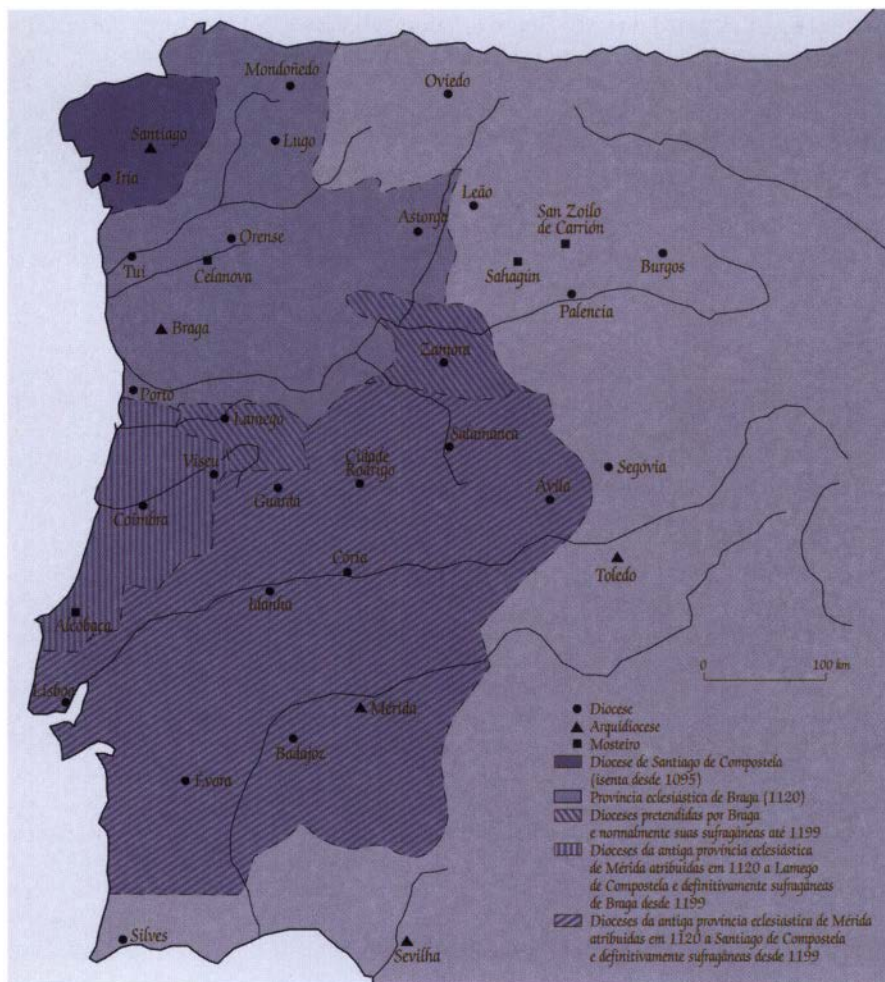 Mondoñedo
Oviedo
Santiago
Lugo
Iria
Leão
Astorga
San Zoilo
de Carrión
Orense
Tui
Celanova
Sahagún
Burgos
Palencia
Braga
Zamora
Porto
Lamego
Salamanca
Viseu
Cidade
Rodrigo
Segóvia
Guarda
Ávila
Coimbra
Coria
Toledo
Idanha
Alcobaça
0 100 km
Lisboa
Mérida
Badajoz
Évora
Diocese
Arquidiocese
Mosteiro
Diocese de Santiago de Compostela
(isenta desde 1095)
Província eclesiástica de Braga (1120)
Dioceses pretendidas por Braga
e normalmente suas sufragâneas até 1199
Dioceses da antiga província eclesiástica
de Mérida atribuídas em 1120 a Lamego
de Compostela e definitivamente sufragâneas
de Braga desde 1199
Dioceses da antiga província eclesiástica de Mérida
atribuídas em 1120 a Santiago de Compostela
e definitivamente sufragâneas desde 1199
Silves
Sevilha